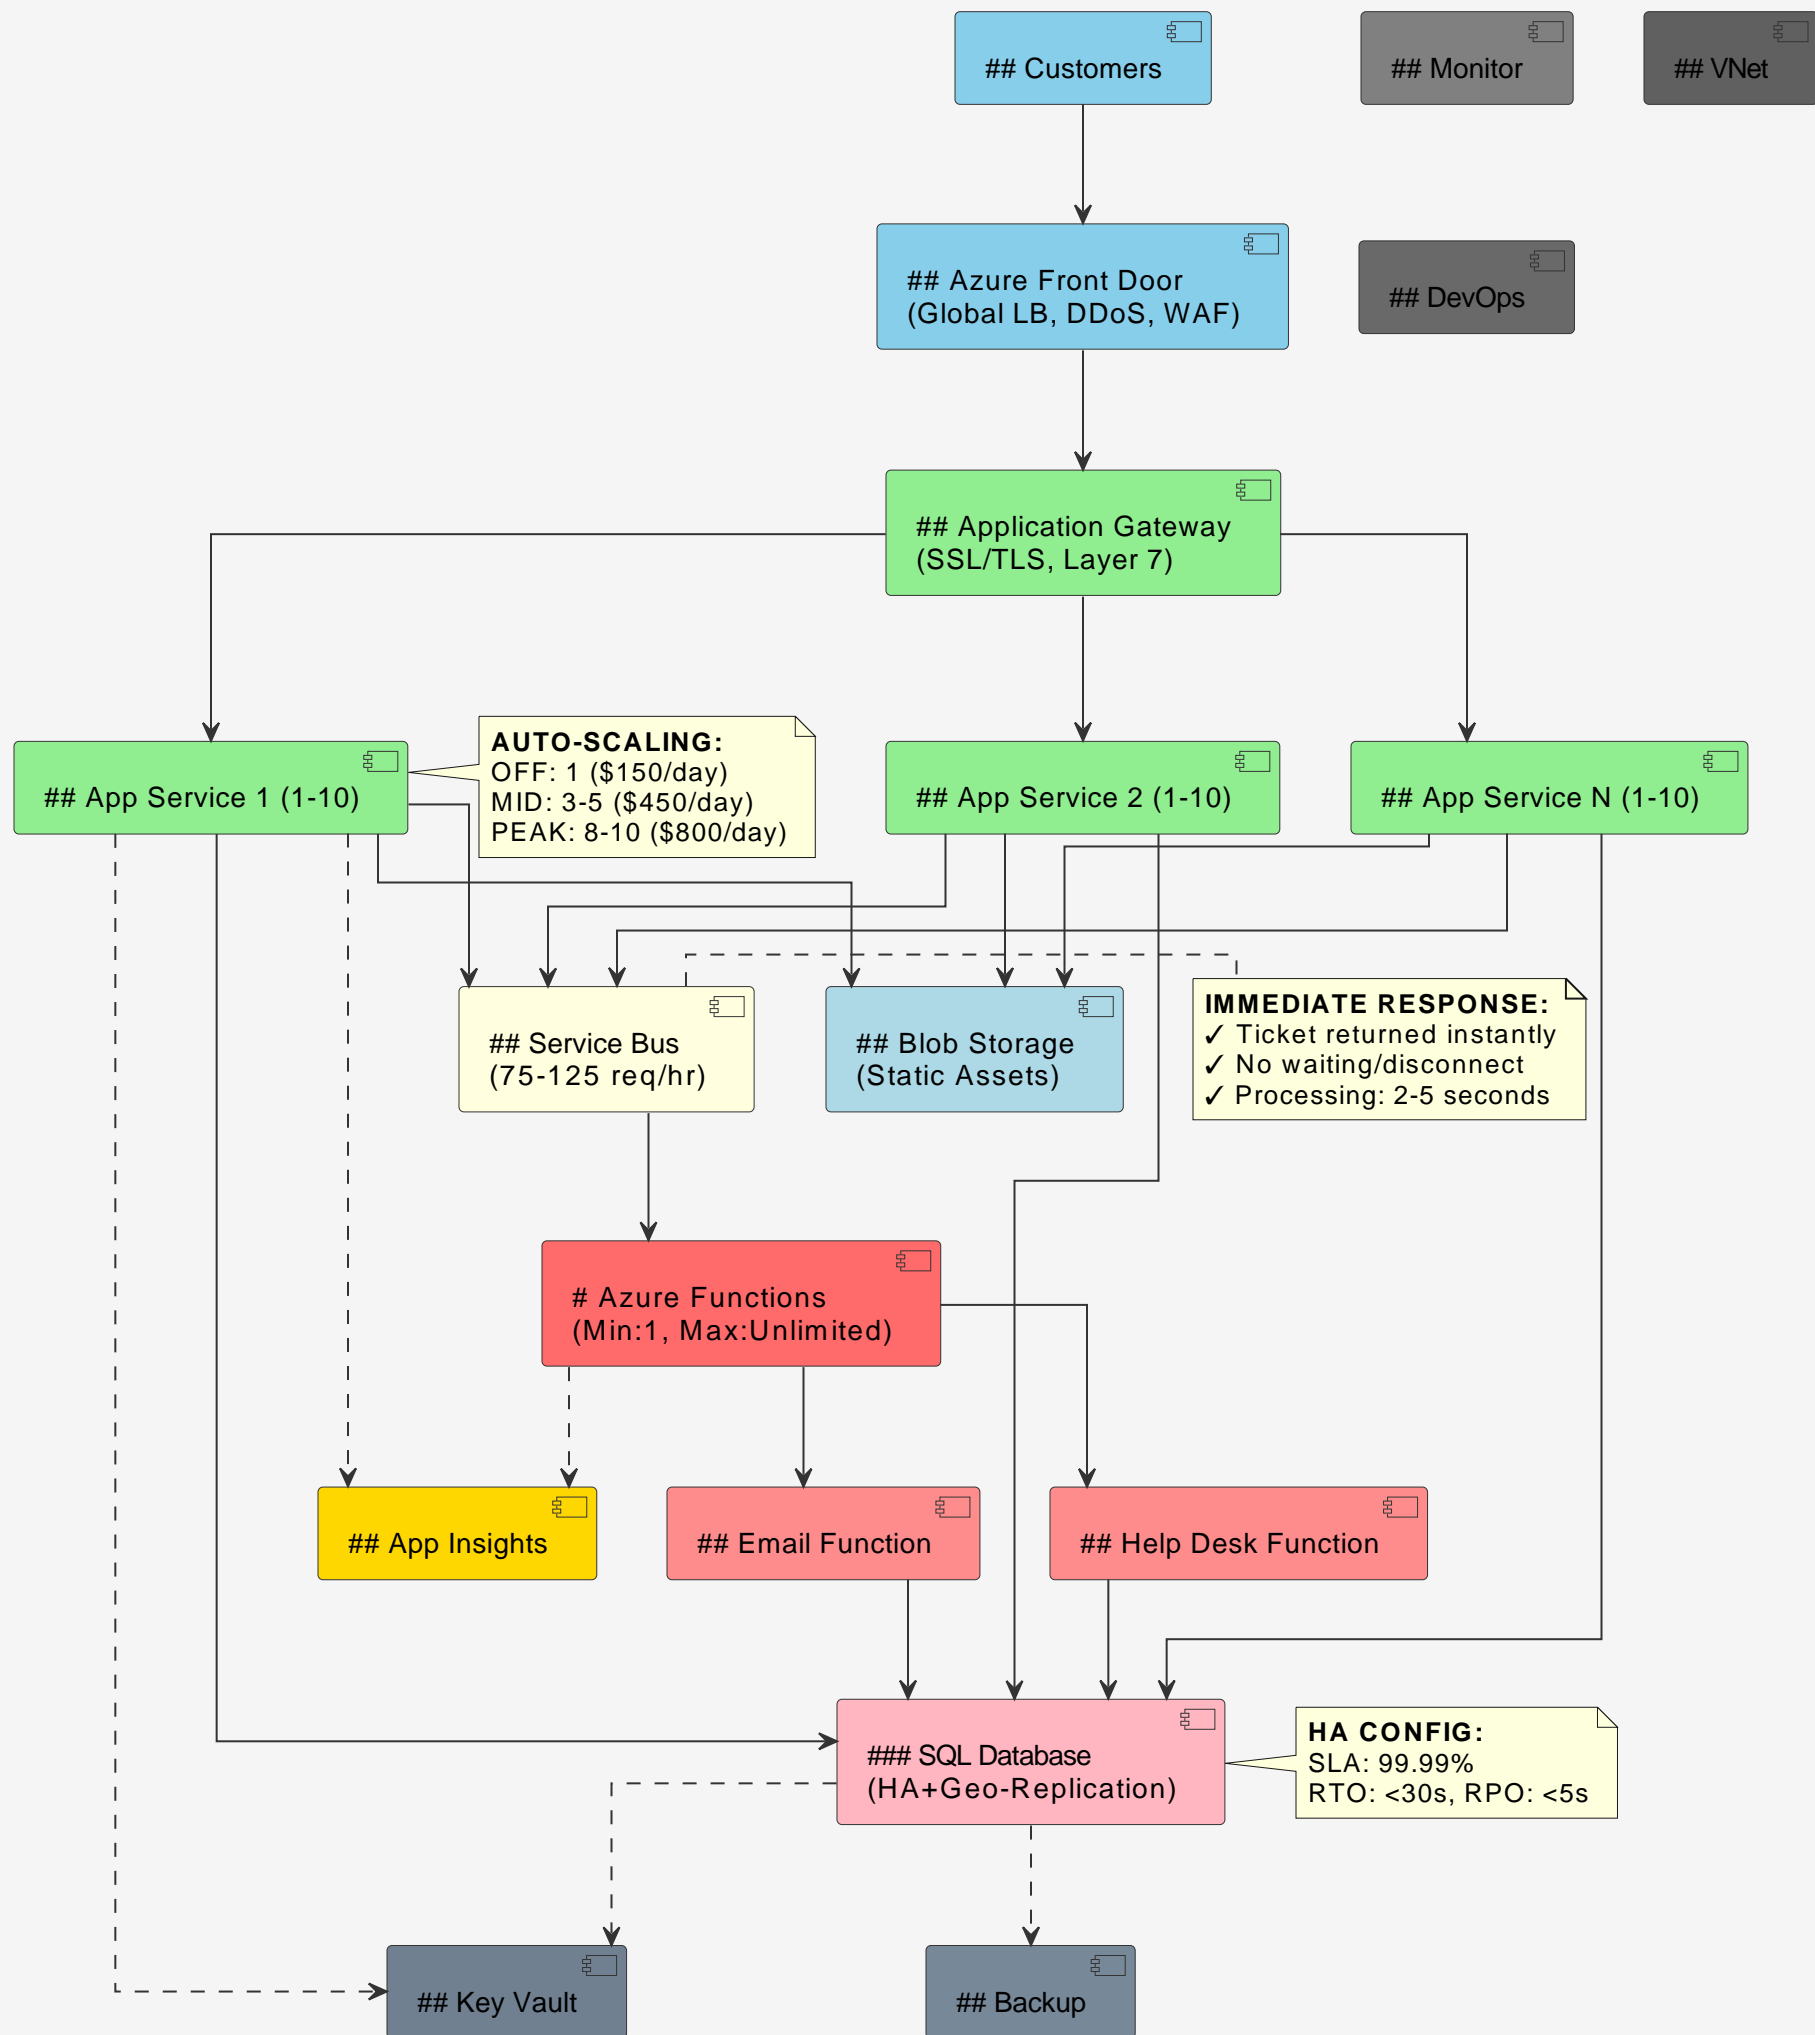 ## Customers
## Monitor
## VNet
## Azure Front Door
(Global LB, DDoS, WAF)
## DevOps
## Application Gateway
(SSL/TLS, Layer 7)
## App Service 1 (1-10)
AUTO-SCALING:
OFF: 1 ($150/day)
MID: 3-5 ($450/day)
PEAK: 8-10 ($800/day)
## App Service 2 (1-10)
## App Service N (1-10)
## Service Bus
(75-125 req/hr)
## Blob Storage
(Static Assets)
IMMEDIATE RESPONSE:
✓ Ticket returned instantly
✓ No waiting/disconnect
✓ Processing: 2-5 seconds
# Azure Functions
(Min:1, Max:Unlimited)
## App Insights
## Email Function
## Help Desk Function
### SQL Database
(HA+Geo-Replication)
HA CONFIG:
SLA: 99.99%
RTO: <30s, RPO: <5s
## Key Vault
## Backup